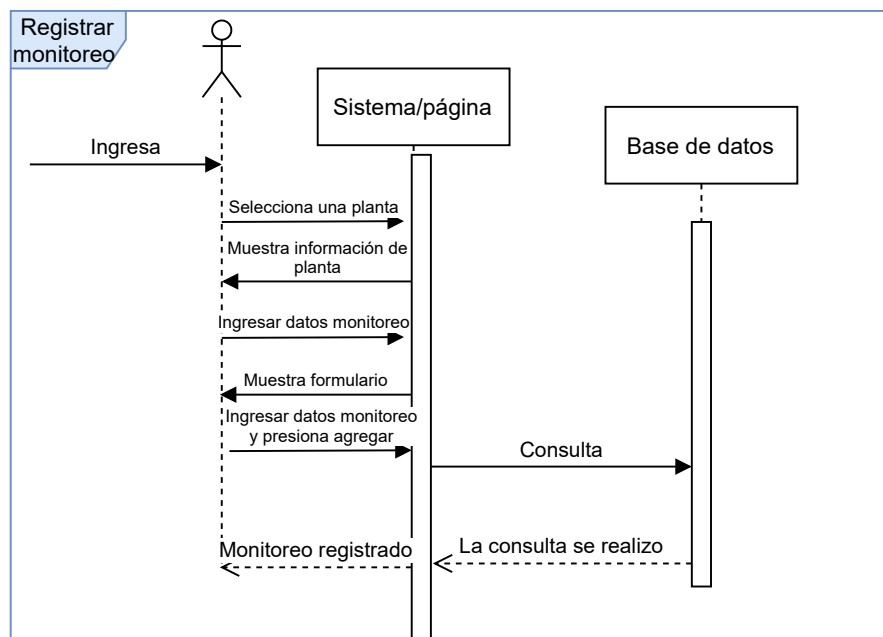 Registrar
monitoreo
Sistema/página
Base de datos
Ingresa
Selecciona una planta
Muestra información de
planta
Ingresar datos monitoreo
Muestra formulario
Ingresar datos monitoreo
y presiona agregar
Consulta
La consulta se realizo
Monitoreo registrado